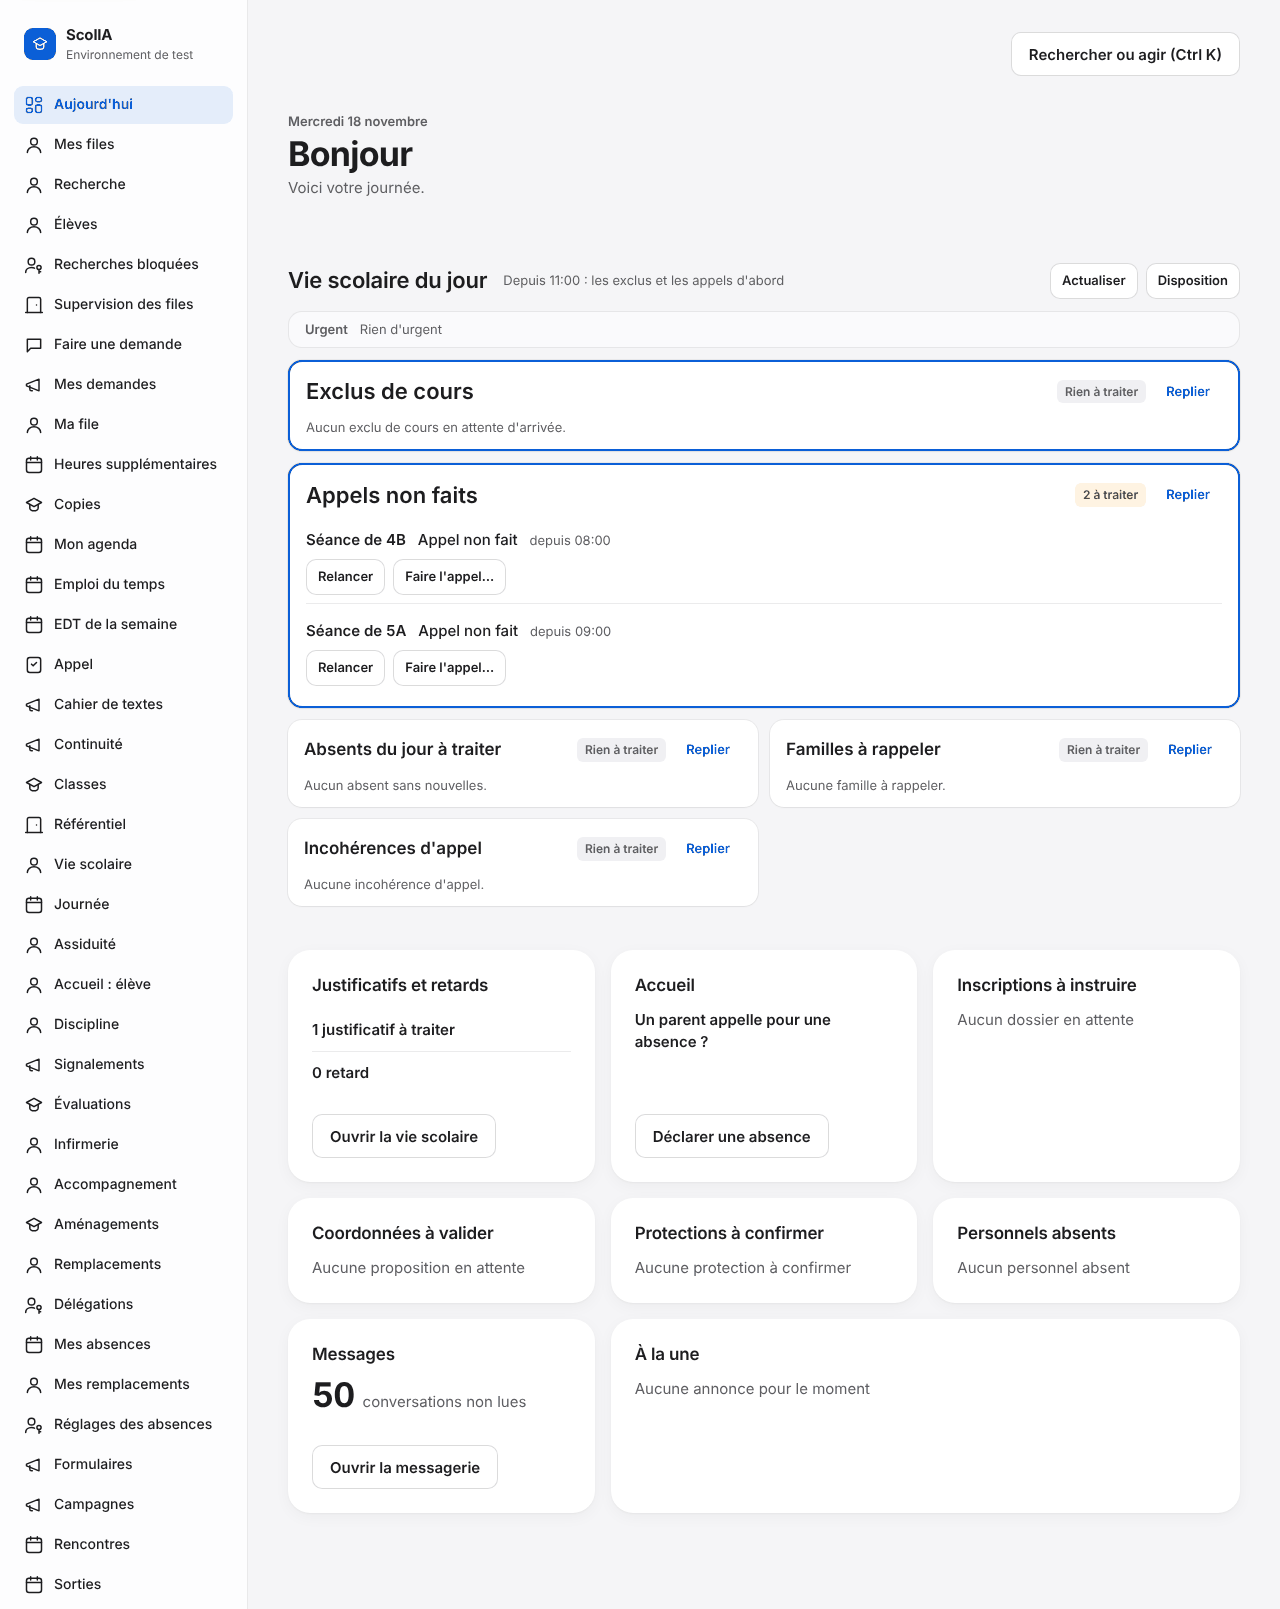 ScolIA
Environnement de test
Aujourd'hui
Mes files
Recherche
Élèves
Recherches bloquées
Supervision des files
Faire une demande
Mes demandes
Ma file
Heures supplémentaires
Copies
Mon agenda
Emploi du temps
EDT de la semaine
Appel
Cahier de textes
Continuité
Classes
Référentiel
Vie scolaire
Journée
Assiduité
Accueil : élève
Discipline
Signalements
Évaluations
Infirmerie
Accompagnement
Aménagements
Remplacements
Délégations
Mes absences
Mes remplacements
Réglages des absences
Formulaires
Campagnes
Rencontres
Sorties
Rechercher ou agir (Ctrl K)
Mercredi 18 novembre
Bonjour
Voici votre journée.
Vie scolaire du jour Depuis 11:00 : les exclus et les appels d'abord Actualiser Disposition
Urgent Rien d'urgent
Exclus de cours Rien à traiter Replier
Aucun exclu de cours en attente d'arrivée.
Appels non faits 2 à traiter Replier
Séance de 4B Appel non fait depuis 08:00
Relancer Faire l'appel...
Séance de 5A Appel non fait depuis 09:00
Relancer Faire l'appel...
Absents du jour à traiter Rien à traiter Replier
Aucun absent sans nouvelles.
Familles à rappeler Rien à traiter Replier
Aucune famille à rappeler.
Incohérences d'appel Rien à traiter Replier
Aucune incohérence d'appel.
Justificatifs et retards
1 justificatif à traiter
0 retard
Ouvrir la vie scolaire
Accueil
Un parent appelle pour une
absence ?
Déclarer une absence
Inscriptions à instruire
Aucun dossier en attente
Coordonnées à valider
Aucune proposition en attente
Protections à confirmer
Aucune protection à confirmer
Personnels absents
Aucun personnel absent
Messages
50 conversations non lues
Ouvrir la messagerie
À la une
Aucune annonce pour le moment